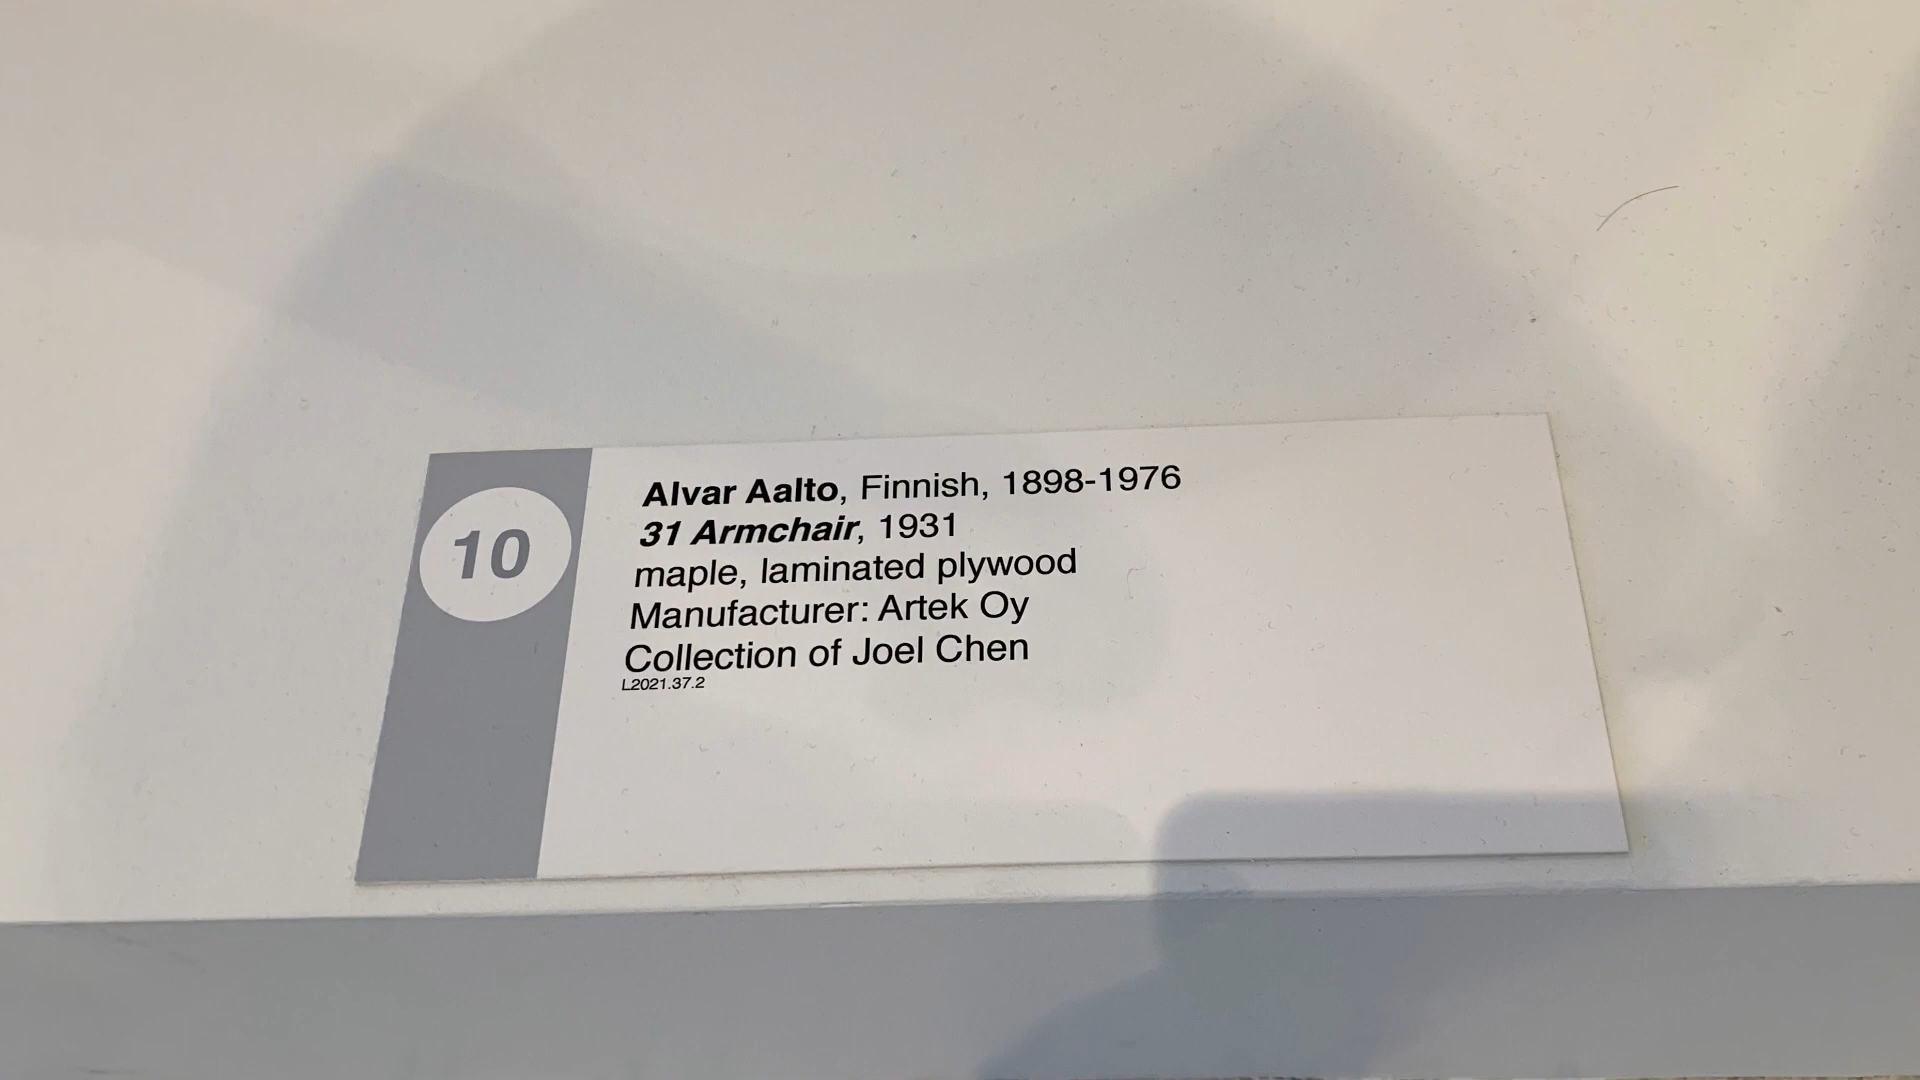 10
Alvar Aalto, Finnish, 1898-1976
31 Armchair, 1931
maple, laminated plywood
Manufacturer: Artek Oy
Collection of Joel Chen
L2021.37.2